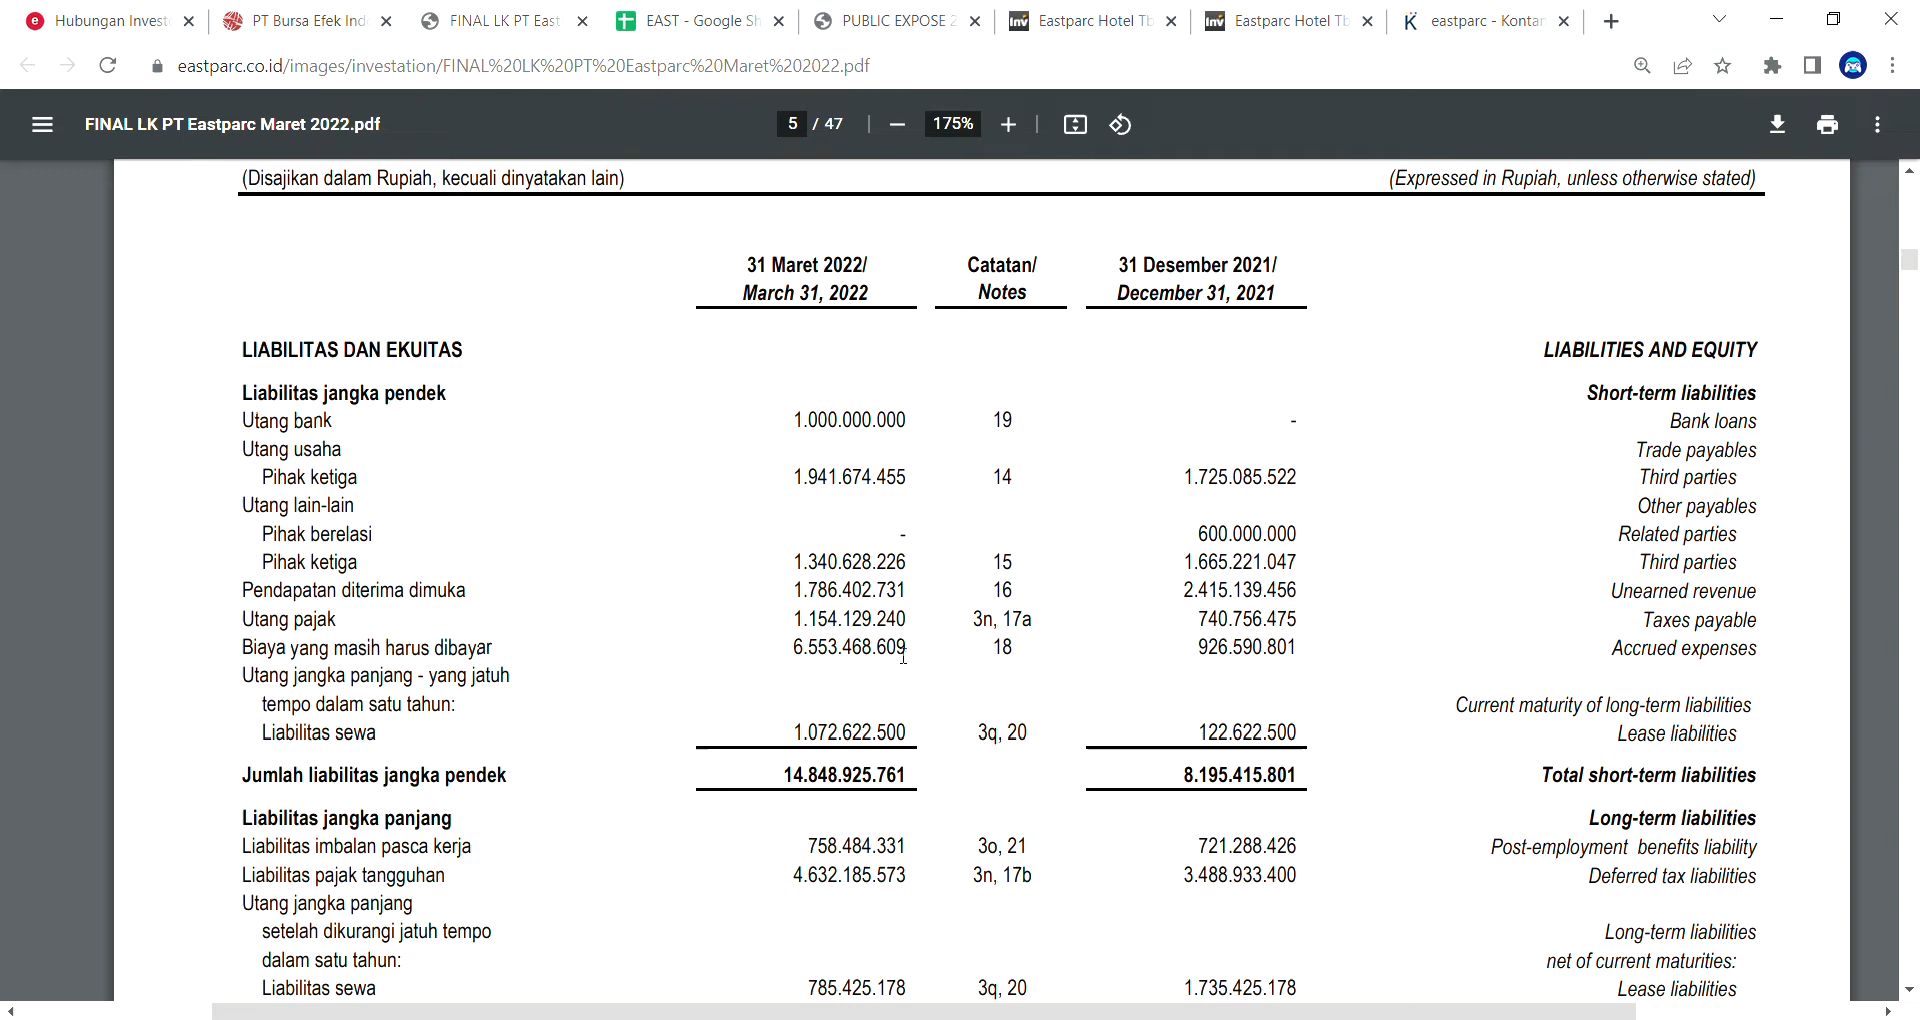 Hubungan Invest
PT Bursa Efek Ind
FINAL LK PT East
EAST - Google Sh
PUBLIC EXPOSE 2
Eastparc Hotel Tb
Eastparc Hotel Tb
eastparc - Kontan
eastparc.co.id/images/investation/FINAL%20LK%20PT%20Eastparc%20Maret%202022.pdf
FINAL LK PT Eastparc Maret 2022.pdf 5 / 47 175%
(Disajikan dalam Rupiah, kecuali dinyatakan lain) (Expressed in Rupiah, unless otherwise stated)
31 Maret 2022/ Catatan/ 31 Desember 2021/
March 31, 2022 Notes December 31, 2021
LIABILITAS DAN EKUITAS LIABILITIES AND EQUITY
Liabilitas jangka pendek Short-term liabilities
Utang bank 1.000.000.000 19 - Bank loans
Utang usaha Trade payables
Pihak ketiga 1.941.674.455 14 1.725.085.522 Third parties
Utang lain-lain Other payables
Pihak berelasi - 600.000.000 Related parties
Pihak ketiga 1.340.628.226 15 1.665.221.047 Third parties
Pendapatan diterima dimuka 1.786.402.731 16 2.415.139.456 Unearned revenue
Utang pajak 1.154.129.240 3n, 17a 740.756.475 Taxes payable
Biaya yang masih harus dibayar 6.553.468.609 18 926.590.801 Accrued expenses
Utang jangka panjang - yang jatuh
tempo dalam satu tahun: Current maturity of long-term liabilities
Liabilitas sewa 1.072.622.500 3q, 20 122.622.500 Lease liabilities
Jumlah liabilitas jangka pendek 14.848.925.761 8.195.415.801 Total short-term liabilities
Liabilitas jangka panjang Long-term liabilities
Liabilitas imbalan pasca kerja 758.484.331 3o, 21 721.288.426 Post-employment benefits liability
Liabilitas pajak tangguhan 4.632.185.573 3n, 17b 3.488.933.400 Deferred tax liabilities
Utang jangka panjang
setelah dikurangi jatuh tempo Long-term liabilities
dalam satu tahun: net of current maturities:
Liabilitas sewa 785.425.178 3q, 20 1.735.425.178 Lease liabilities